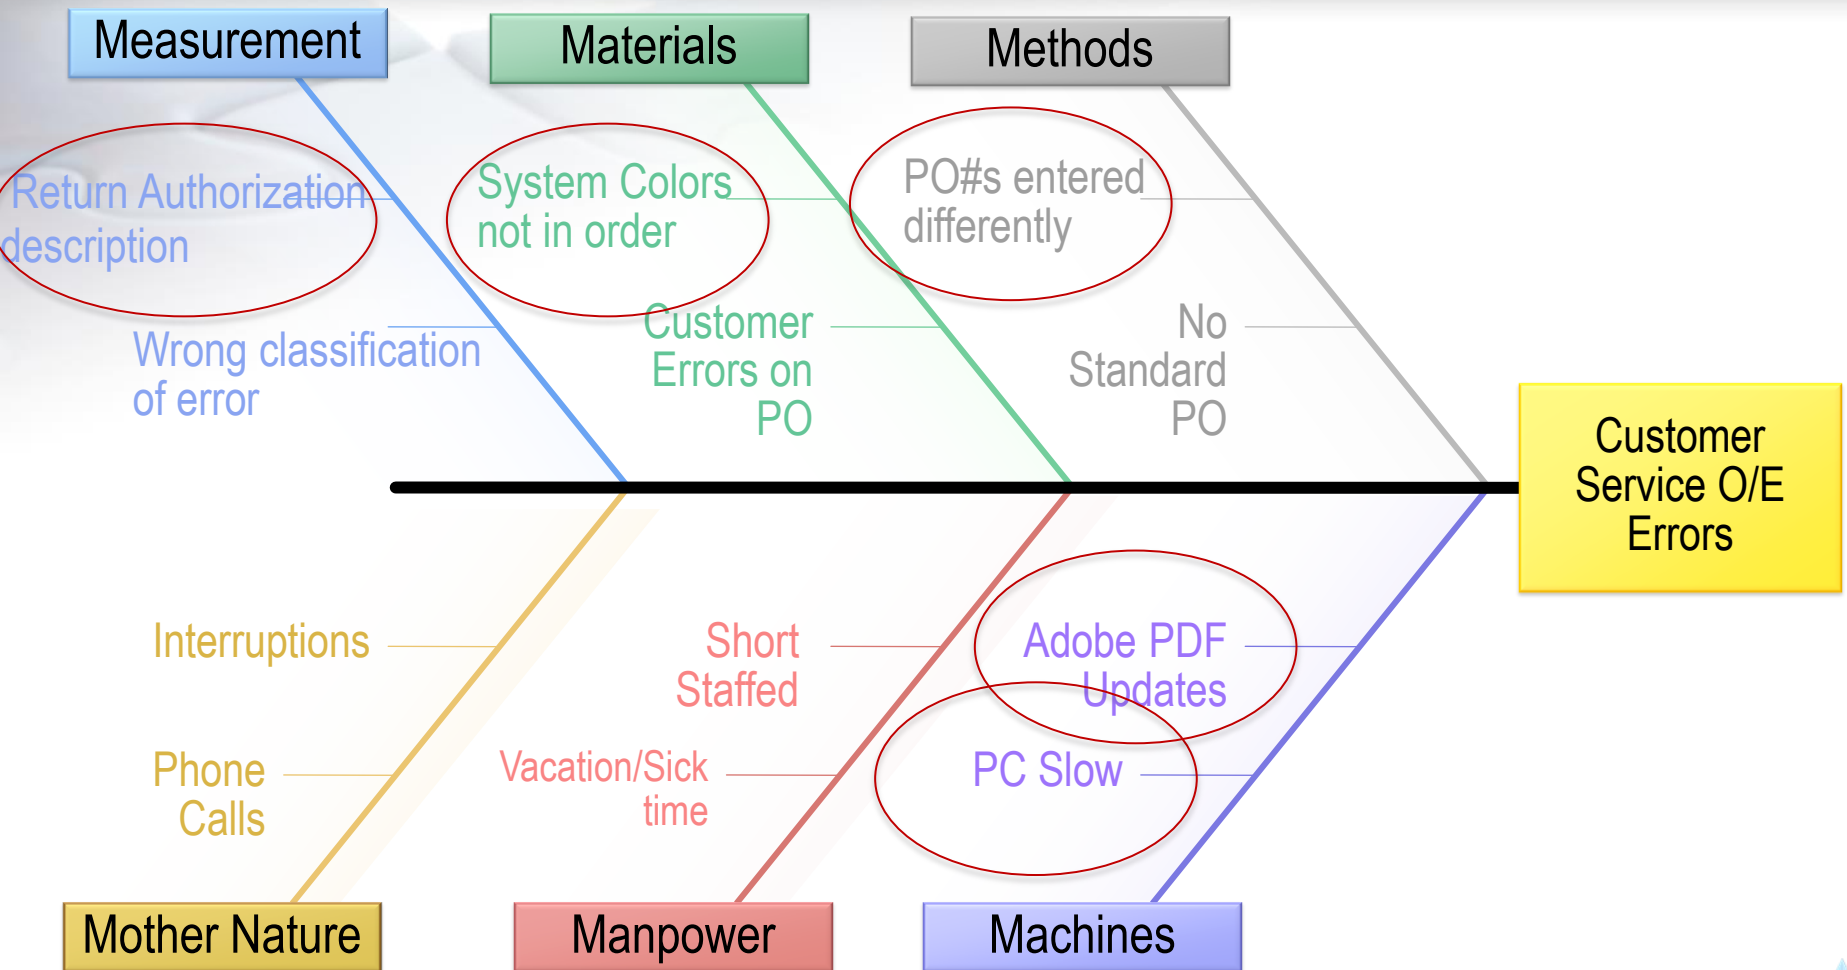 Measurement
Materials
Methods
Return Authorization
description
System Colors
not in order
PO#s entered
differently
Wrong classification
of error
Customer
Errors on
PO
No
Standard
PO
Customer
Service O/E
Errors
Interruptions
Short
Staffed
Adobe PDF
Updates
Phone
Calls
Vacation/Sick
time
PC Slow
Mother Nature
Manpower
Machines